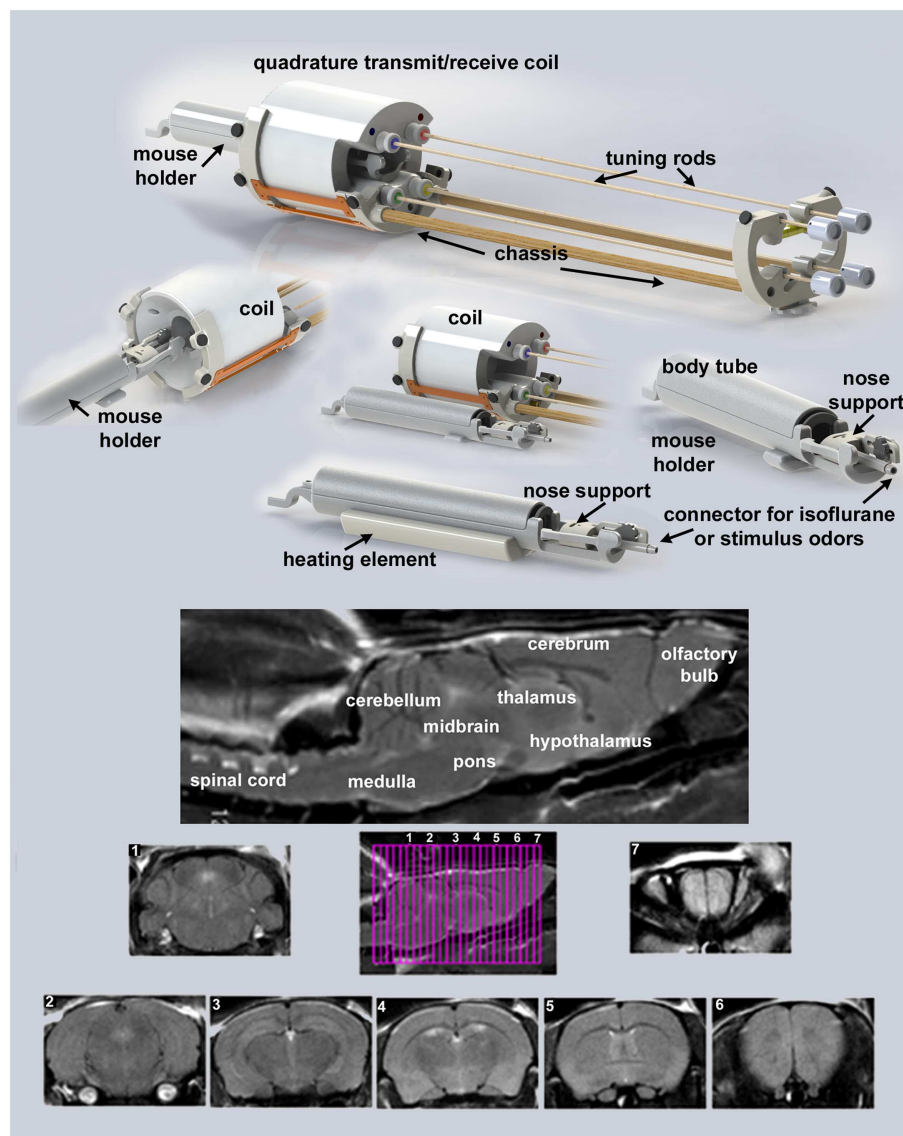 quadrature transmit/receive coil
mouse
holder
tuning rods
chassis
coil
mouse
holder
coil
body tube
nose
support
mouse
holder
nose support
connector for isoflurane
or stimulus odors
heating element
cerebrum
olfactory
bulb
cerebellum
thalamus
midbrain
hypothalamus
pons
spinal cord
medulla
1
1 2 3 4 5 6 7
7
2
3
4
5
6